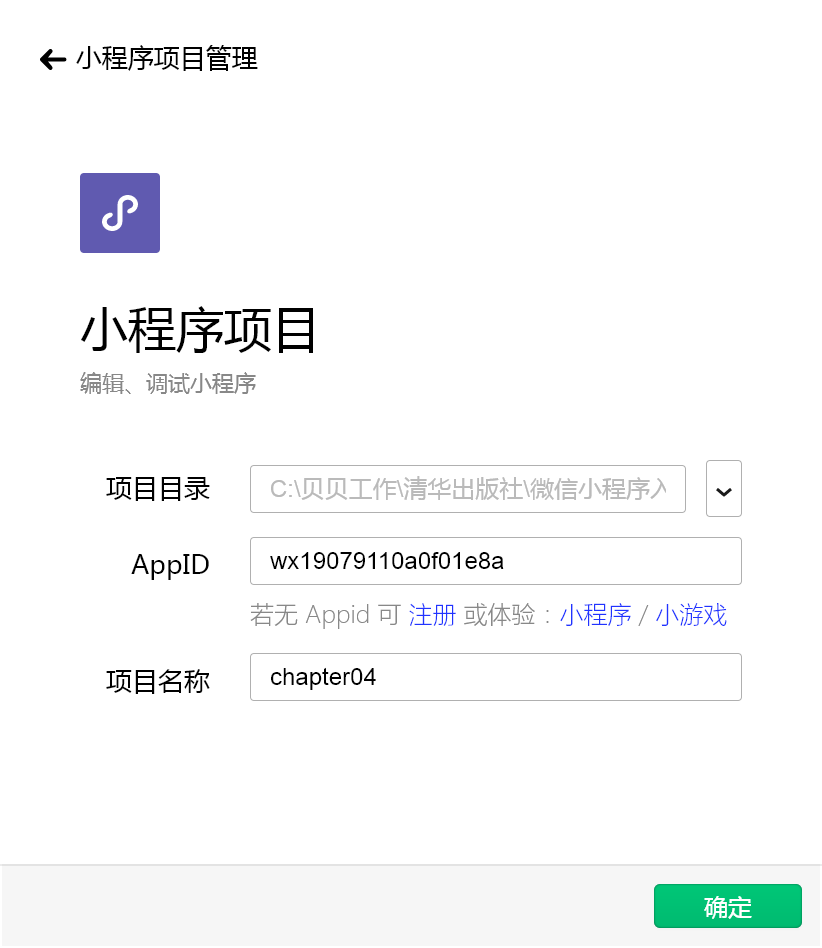 小程序项目管理
小程序项目
编辑、调试小程序
项目目录 C:\贝贝工作\清华出版社\微信小程序入
AppID wx19079110a0f01e8a
若无 Appid 可 注册 或体验：小程序 / 小游戏
项目名称 chapter04
确定